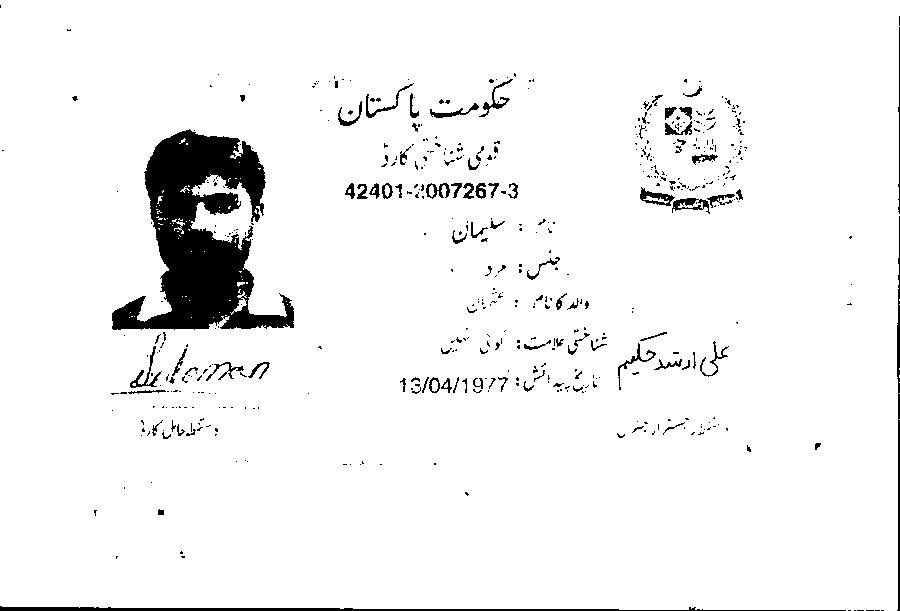 حکومت پاکستان
قومی شناختی کارڈ
42401-2007267-3
نام : سلیمان
جنس : مرد
والد کا نام : عثمان
شناختی علامت : کوئی نہیں
تاریخ پیدائش : 13/04/1977
Suleman
دستخط حامل کارڈ
علی ارشد حکیم
دستخط رجسٹرار جنرل